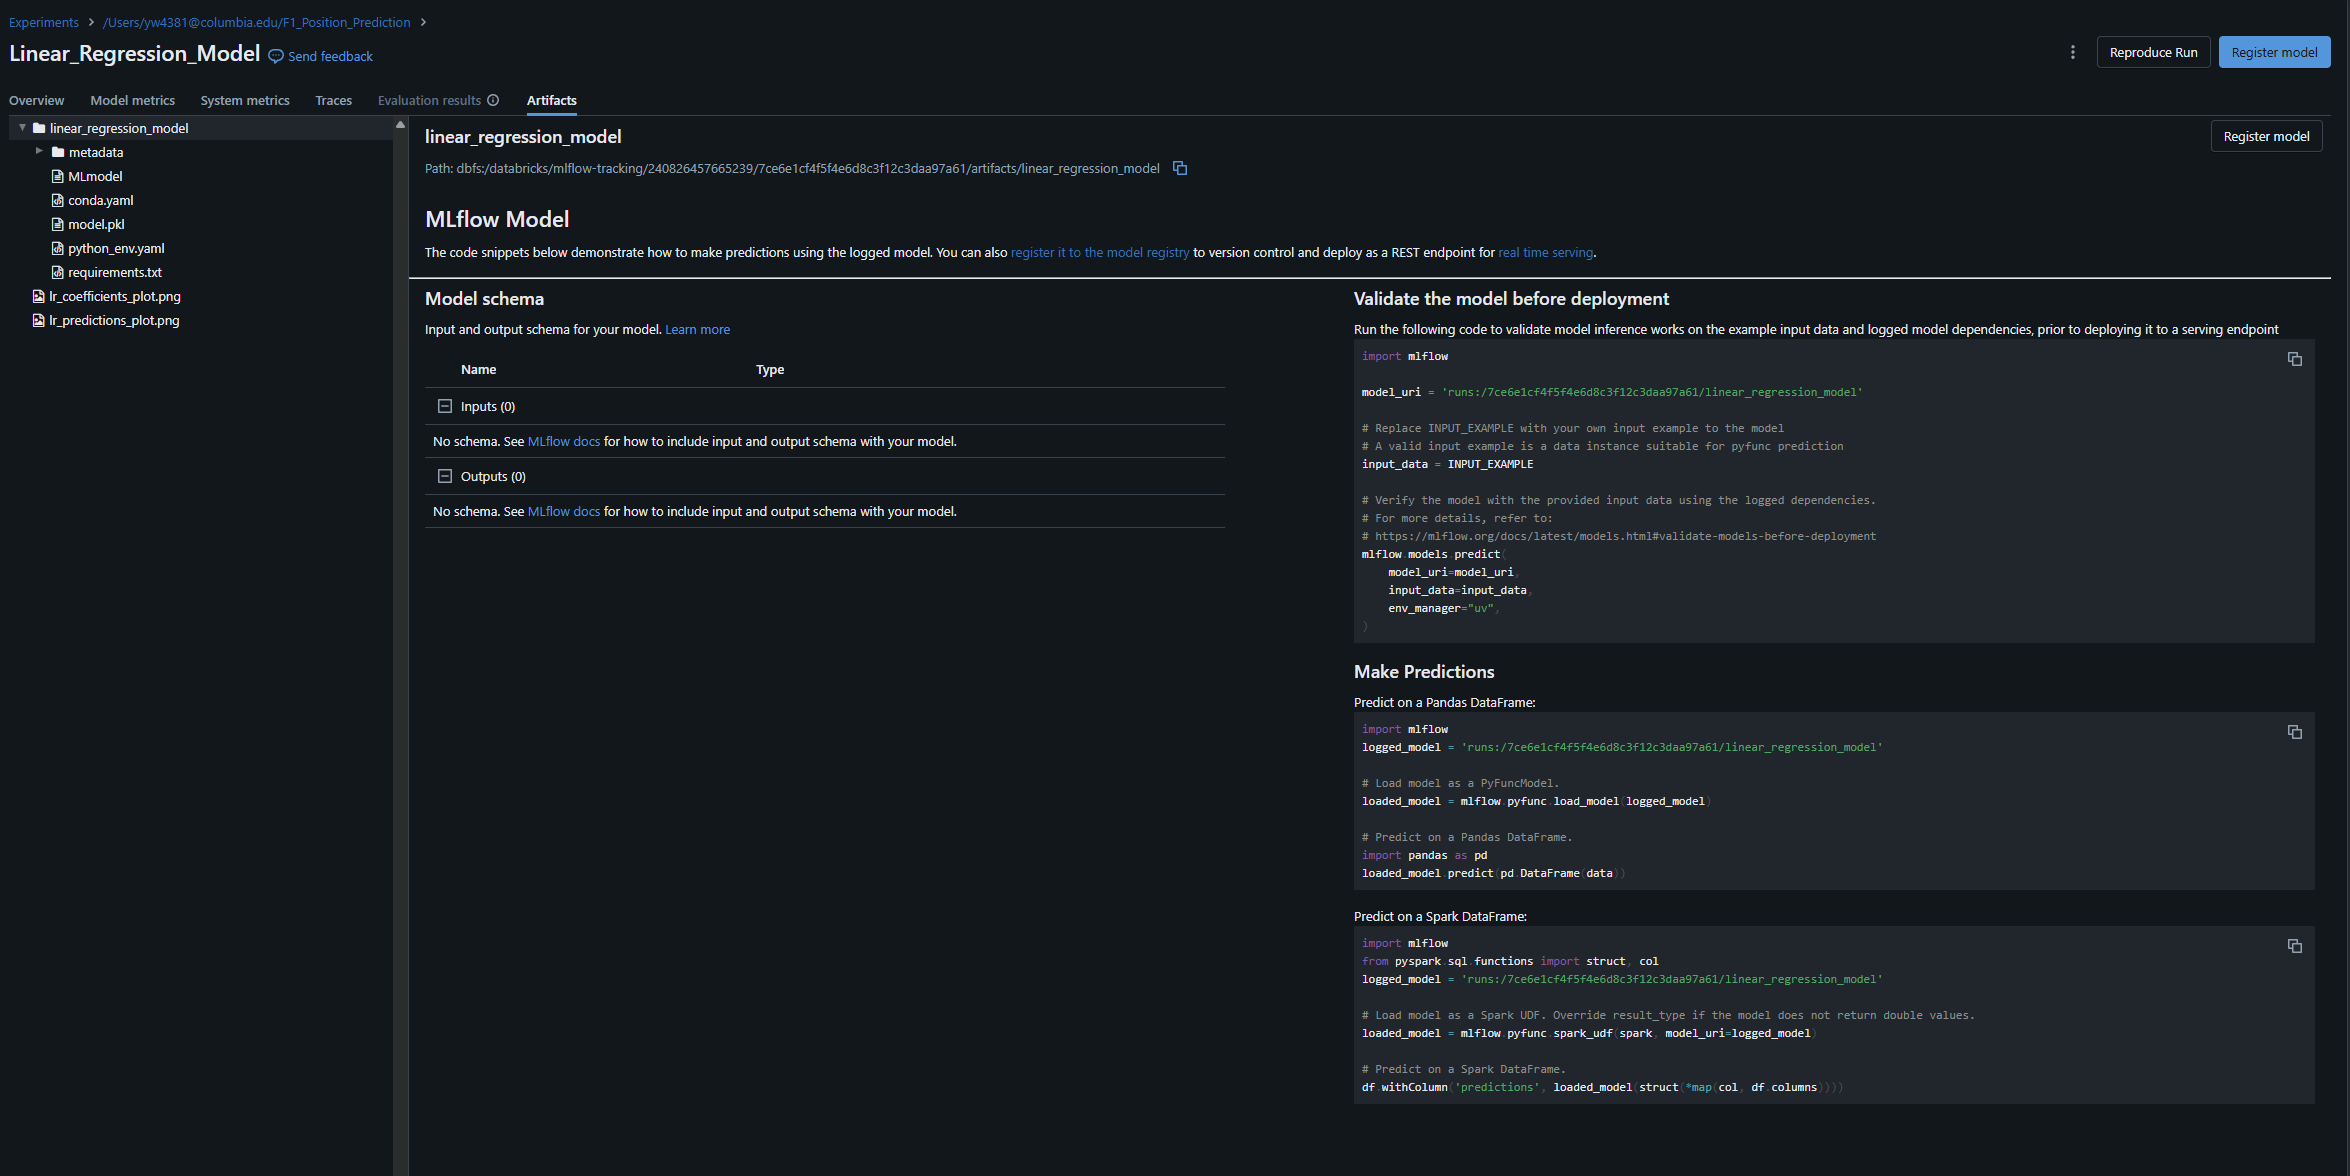 Experiments > /Users/yw4381@columbia.edu/F1_Position_Prediction >
Linear_Regression_Model Send feedback
Reproduce Run
Register model
Overview Model metrics System metrics Traces Evaluation results Artifacts
linear_regression_model
metadata
MLmodel
conda.yaml
model.pkl
python_env.yaml
requirements.txt
lr_coefficients_plot.png
lr_predictions_plot.png
linear_regression_model
Register model
Path: dbfs:/databricks/mlflow-tracking/240826457665239/7ce6e1cf4f5f4e6d8c3f12c3daa97a61/artifacts/linear_regression_model
MLflow Model
The code snippets below demonstrate how to make predictions using the logged model. You can also register it to the model registry to version control and deploy as a REST endpoint for real time serving.
Model schema
Input and output schema for your model. Learn more
Name Type
Inputs (0)
No schema. See MLflow docs for how to include input and output schema with your model.
Outputs (0)
No schema. See MLflow docs for how to include input and output schema with your model.
Validate the model before deployment
Run the following code to validate model inference works on the example input data and logged model dependencies, prior to deploying it to a serving endpoint
import mlflow
model_uri = 'runs:/7ce6e1cf4f5f4e6d8c3f12c3daa97a61/linear_regression_model'
# Replace INPUT_EXAMPLE with your own input example to the model
# A valid input example is a data instance suitable for pyfunc prediction
input_data = INPUT_EXAMPLE
# Verify the model with the provided input data using the logged dependencies.
# For more details, refer to:
# https://mlflow.org/docs/latest/models.html#validate-models-before-deployment
mlflow.models.predict(
model_uri=model_uri,
input_data=input_data,
env_manager="uv",
)
Make Predictions
Predict on a Pandas DataFrame:
import mlflow
logged_model = 'runs:/7ce6e1cf4f5f4e6d8c3f12c3daa97a61/linear_regression_model'
# Load model as a PyFuncModel.
loaded_model = mlflow.pyfunc.load_model(logged_model)
# Predict on a Pandas DataFrame.
import pandas as pd
loaded_model.predict(pd.DataFrame(data))
Predict on a Spark DataFrame:
import mlflow
from pyspark.sql.functions import struct, col
logged_model = 'runs:/7ce6e1cf4f5f4e6d8c3f12c3daa97a61/linear_regression_model'
# Load model as a Spark UDF. Override result_type if the model does not return double values.
loaded_model = mlflow.pyfunc.spark_udf(spark, model_uri=logged_model)
# Predict on a Spark DataFrame.
df.withColumn('predictions', loaded_model(struct(*map(col, df.columns))))